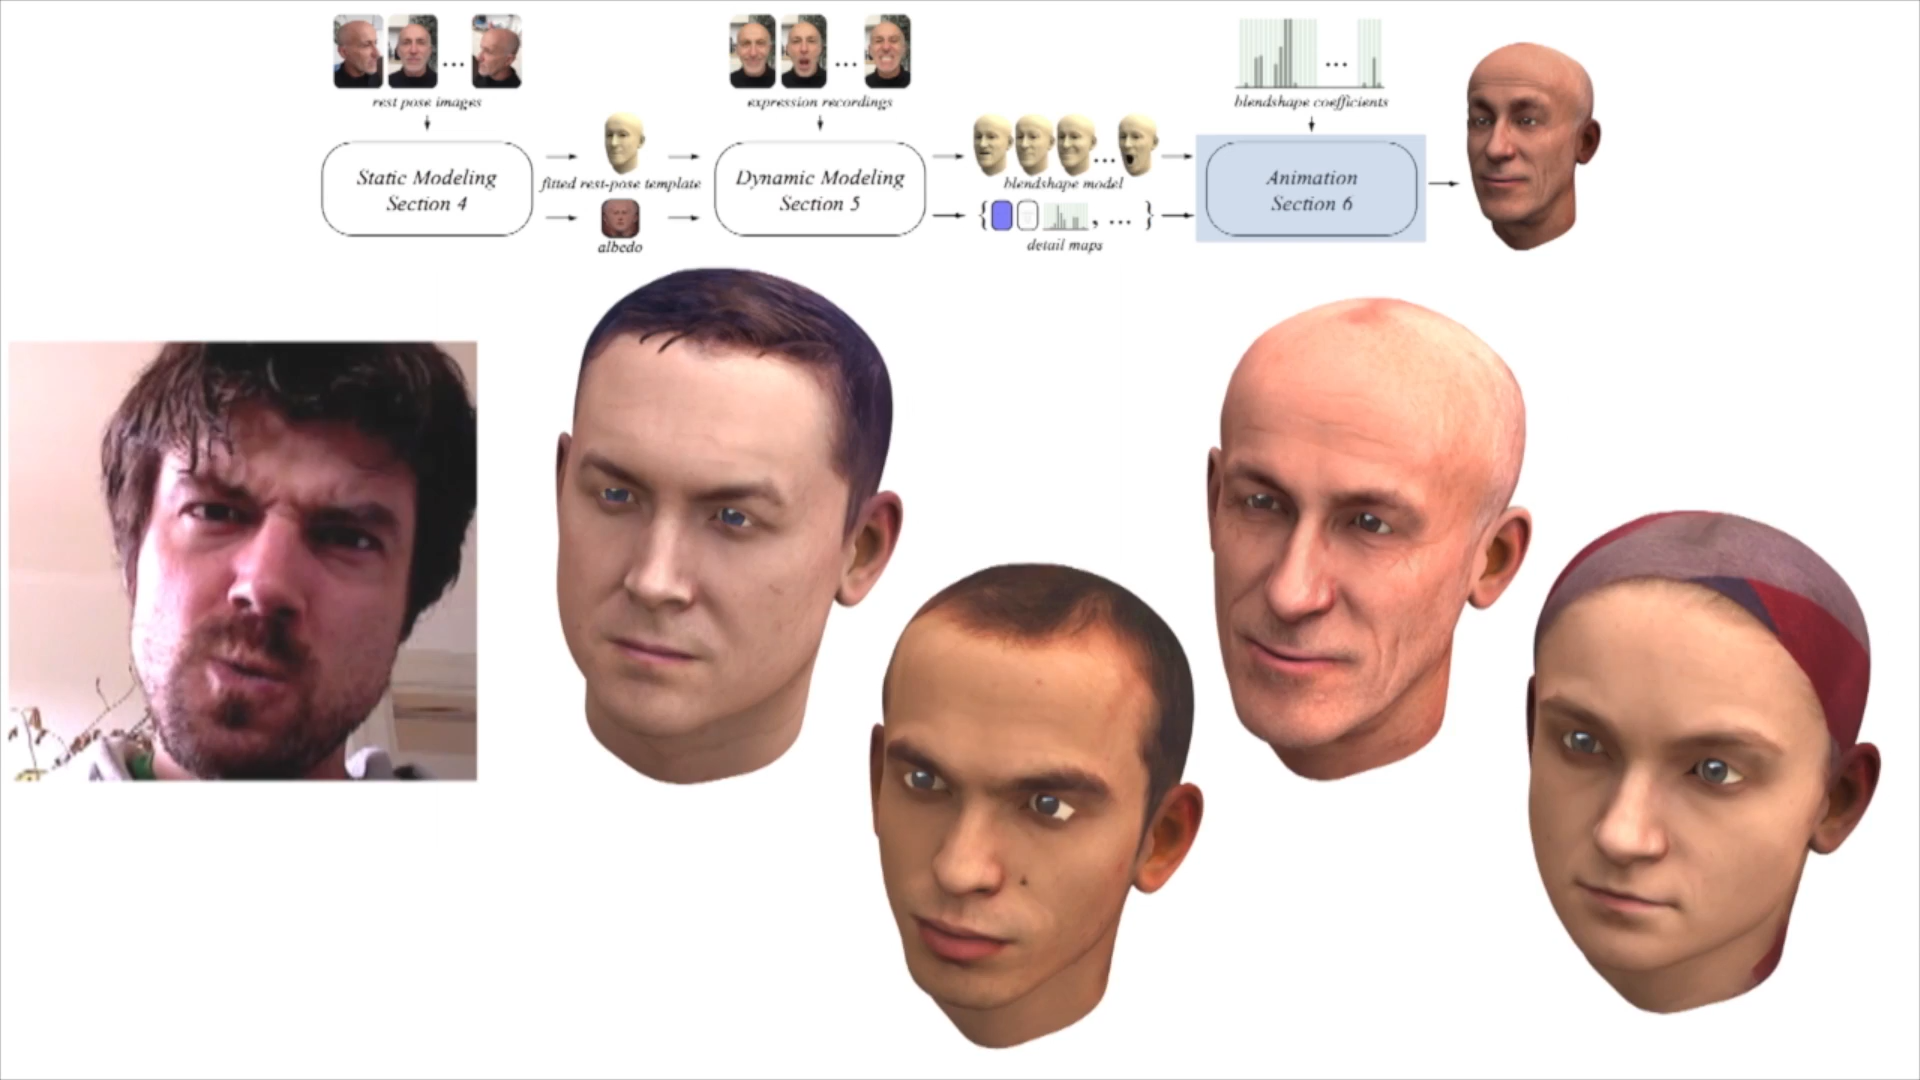 rest pose images
expression recordings
blendshape coefficients
Static Modeling
Section 4
fitted rest-pose template
albedo
Dynamic Modeling
Section 5
blendshape model
{ , ... }
detail maps
Animation
Section 6